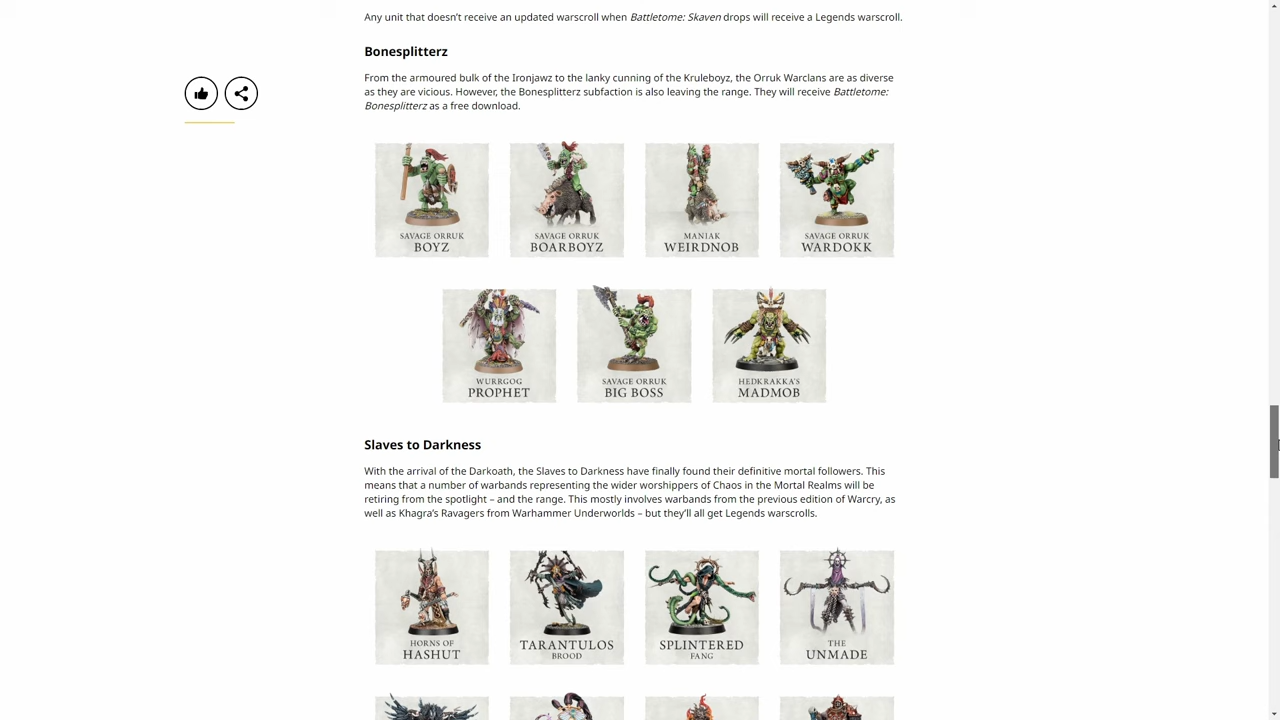 Any unit that doesn't receive an updated warscroll when Battletome: Skaven drops will receive a Legends warscroll.
Bonesplitterz
From the armoured bulk of the Ironjawz to the lanky cunning of the Kruleboyz, the Orruk Warclans are as diverse
as they are vicious. However, the Bonesplitterz subfaction is also leaving the range. They will receive Battletome:
Bonesplitterz as a free download.
SAVAGE ORRUK
BOYZ
SAVAGE ORRUK
BOARBOYZ
MANIAK
WEIRDNOB
SAVAGE ORRUK
WARDOKK
WURRGOG
PROPHET
SAVAGE ORRUK
BIG BOSS
HEDKRAKKA'S
MADMOB
Slaves to Darkness
With the arrival of the Darkoath, the Slaves to Darkness have finally found their definitive mortal followers. This
means that a number of warbands representing the wider worshippers of Chaos in the Mortal Realms will be
retiring from the spotlight – and the range. This mostly involves warbands from the previous edition of Warcry, as
well as Khagra's Ravagers from Warhammer Underworlds – but they'll all get Legends warscrolls.
HORNS OF
HASHUT
TARANTULOS
BROOD
SPLINTERED
FANG
THE
UNMADE